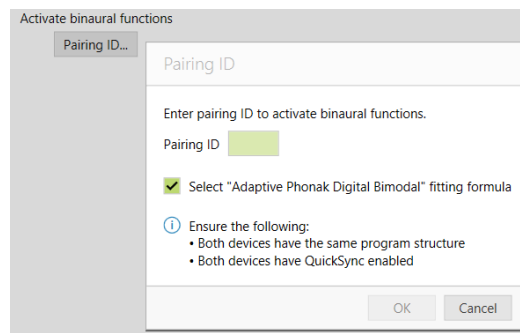 Activate binaural functions
Pairing ID...
Pairing ID
Enter pairing ID to activate binaural functions.
Pairing ID
Select "Adaptive Phonak Digital Bimodal" fitting formula
Ensure the following:
• Both devices have the same program structure
• Both devices have QuickSync enabled
OK Cancel